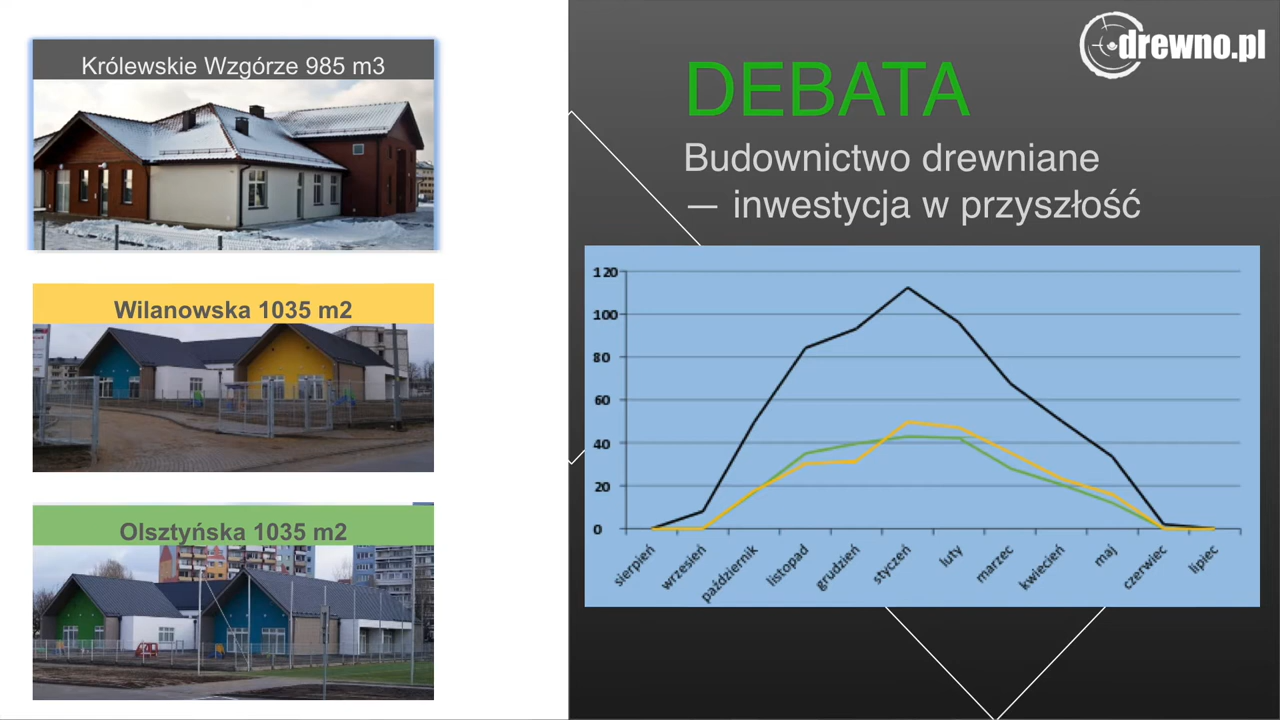 Królewskie Wzgórze 985 m3
Wilanowska 1035 m2
Olsztyńska 1035 m2
drewno.pl
DEBATA
Budownictwo drewniane
— inwestycja w przyszłość
120
100
80
60
40
20
0
sierpień
wrzesień
październik
listopad
grudzień
styczeń
luty
marzec
kwiecień
maj
czerwiec
lipiec